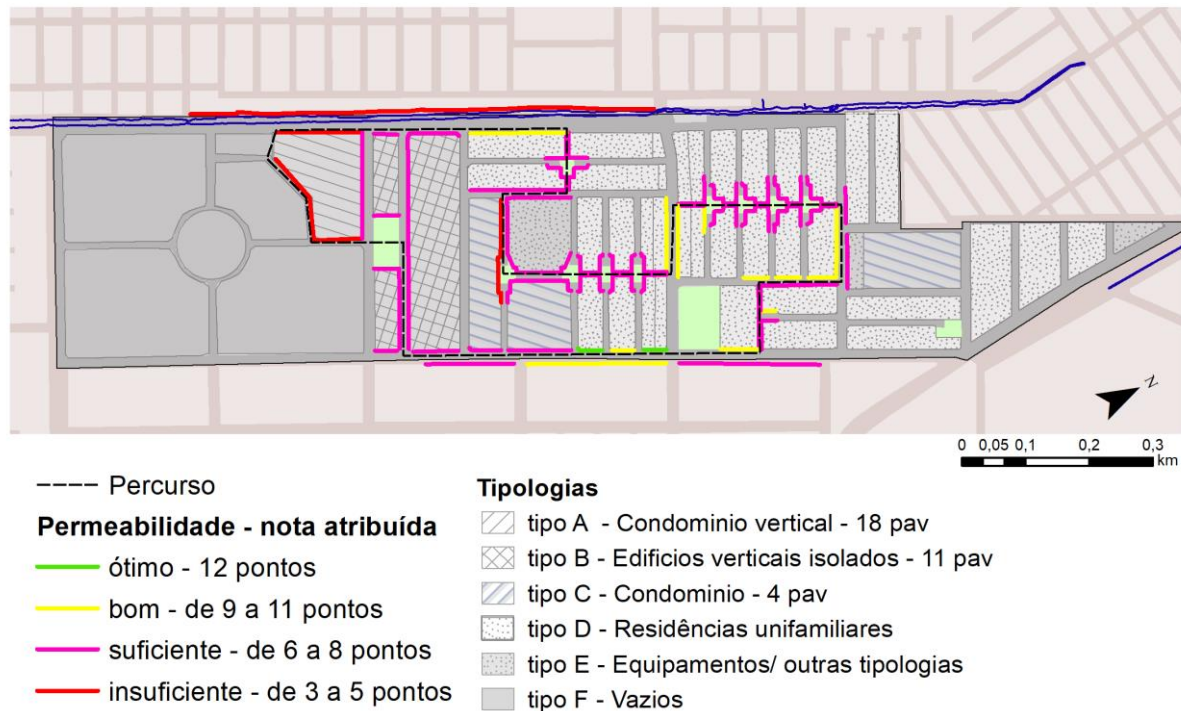 N
0 0,05 0,1 0,2 0,3
km
Percurso
Permeabilidade - nota atribuída
ótimo - 12 pontos
bom - de 9 a 11 pontos
suficiente - de 6 a 8 pontos
insuficiente - de 3 a 5 pontos
Tipologias
tipo A - Condominio vertical - 18 pav
tipo B - Edificios verticais isolados - 11 pav
tipo C - Condominio - 4 pav
tipo D - Residências unifamiliares
tipo E - Equipamentos/ outras tipologias
tipo F - Vazios